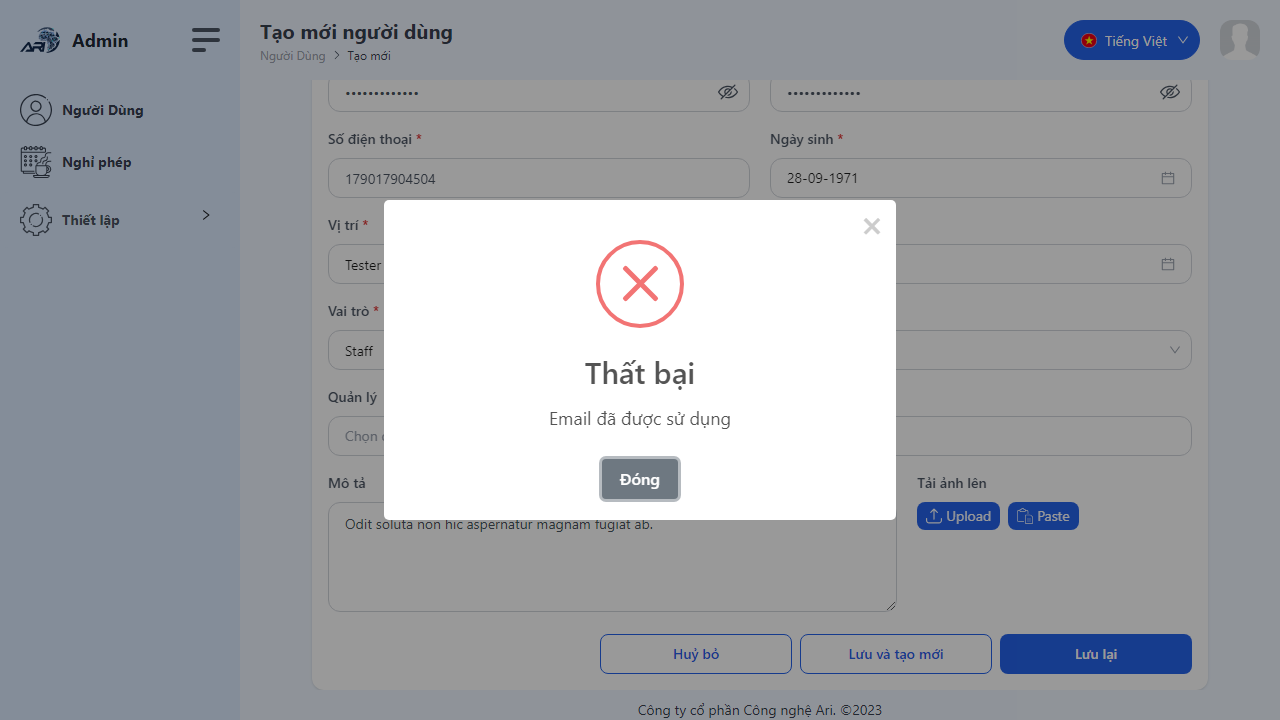 ARI
Admin
Người Dùng
Nghỉ phép
Thiết lập
Tạo mới người dùng
Người Dùng
Tạo mới
Tiếng Việt
•••••••••••••
•••••••••••••
Số điện thoại *
Ngày sinh *
179017904504
28-09-1971
Vị trí *
Tester
Vai trò *
Staff
Quản lý
Chọn
Mô tả
Tải ảnh lên
Odit soluta non hic aspernatur magnam fugiat ab.
Upload
Paste
×
Thất bại
Email đã được sử dụng
Đóng
Huỷ bỏ
Lưu và tạo mới
Lưu lại
Công ty cổ phần Công nghệ Ari. ©2023